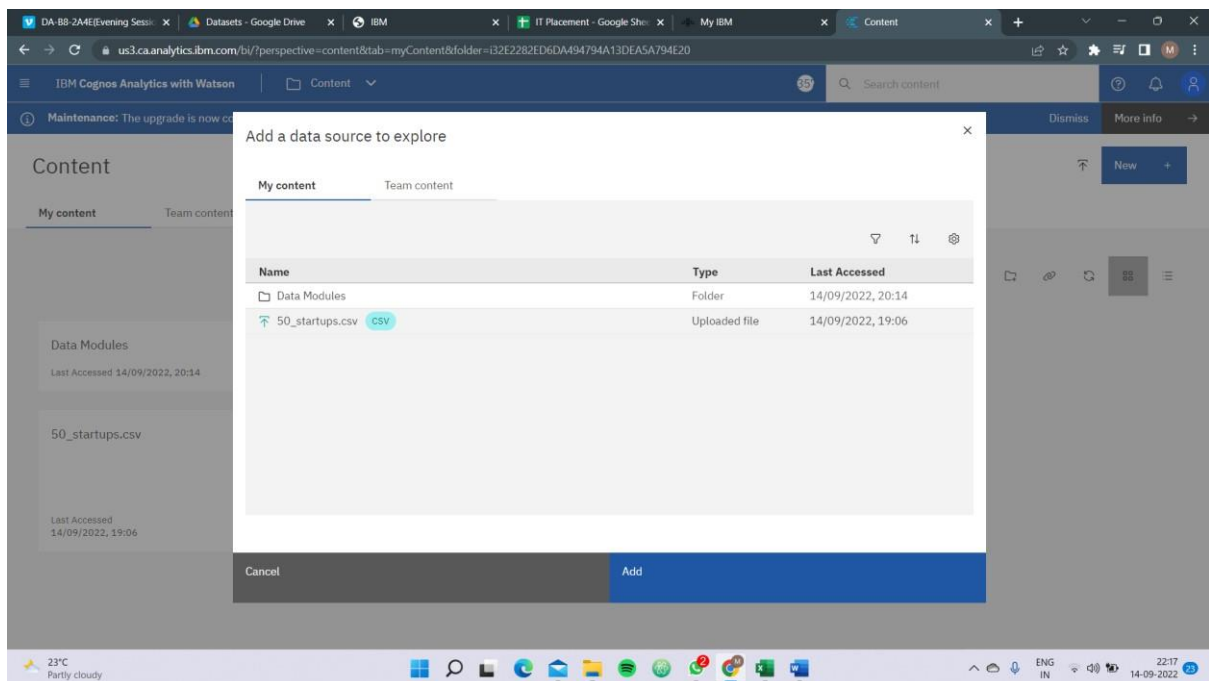 DA-BB-2A4E(Evening Sessic
Datasets - Google Drive
IBM
IT Placement - Google Shee
My IBM
Content
us3.ca.analytics.ibm.com/bi/?perspective=content&tab=myContent&folder=i32E2282ED6DA494794A13DEA5A794E20
M
IBM Cognos Analytics with Watson
Content
Search content
Maintenance: The upgrade is now co
Dismiss
More info
Add a data source to explore
Content
New +
My content
Team content
My content
Team content
Name
Type
Last Accessed
Data Modules
Folder
14/09/2022, 20:14
50_startups.csv
CSV
Uploaded file
14/09/2022, 19:06
Data Modules
Last Accessed 14/09/2022, 20:14
50_startups.csv
Last Accessed
14/09/2022, 19:06
Cancel
Add
23°C
Partly cloudy
2
ENG
IN
22:17
14-09-2022
23